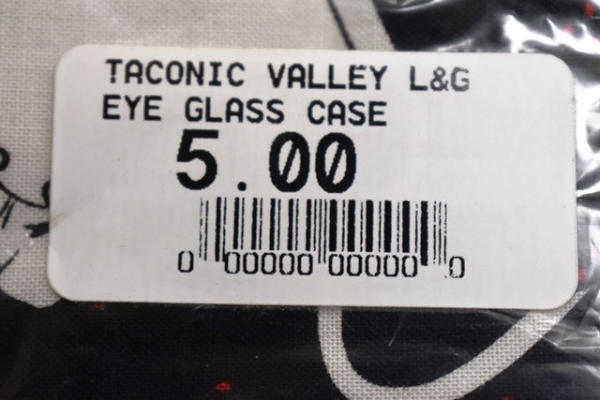 TACONIC VALLEY L&G
EYE GLASS CASE
5.00
0 00000 00000 0